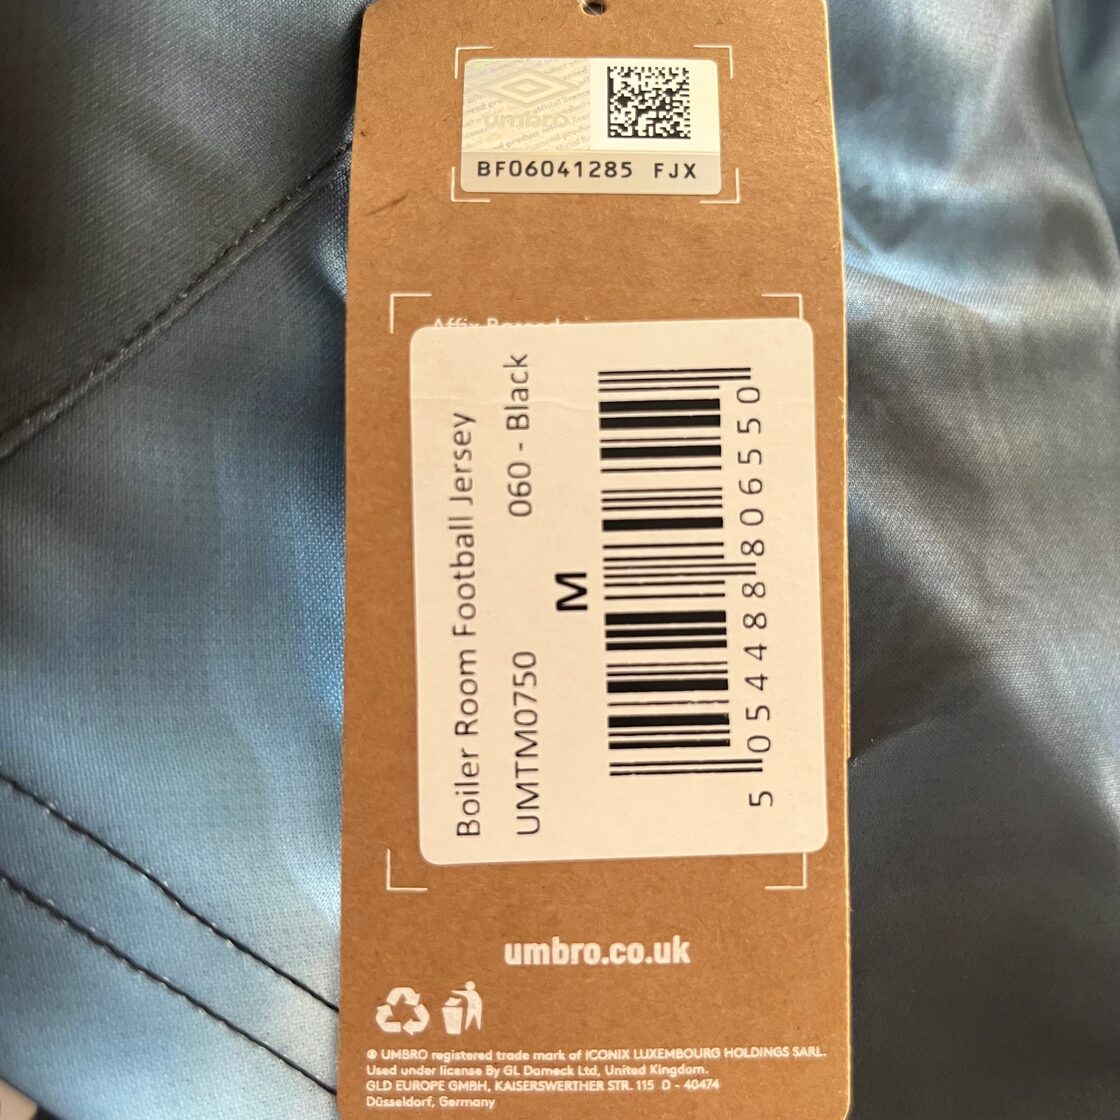 umbro
BF06041285 FJX
Affix Barcode
Boiler Room Football Jersey
UMTM0750 060 - Black
M
5 054488 806550
umbro.co.uk
® UMBRO registered trade mark of ICONIX LUXEMBOURG HOLDINGS SARL.
Used under license By GL Dameck Ltd, United Kingdom.
GLD EUROPE GMBH, KAISERSWERTHER STR. 115 D - 40474
Düsseldorf, Germany